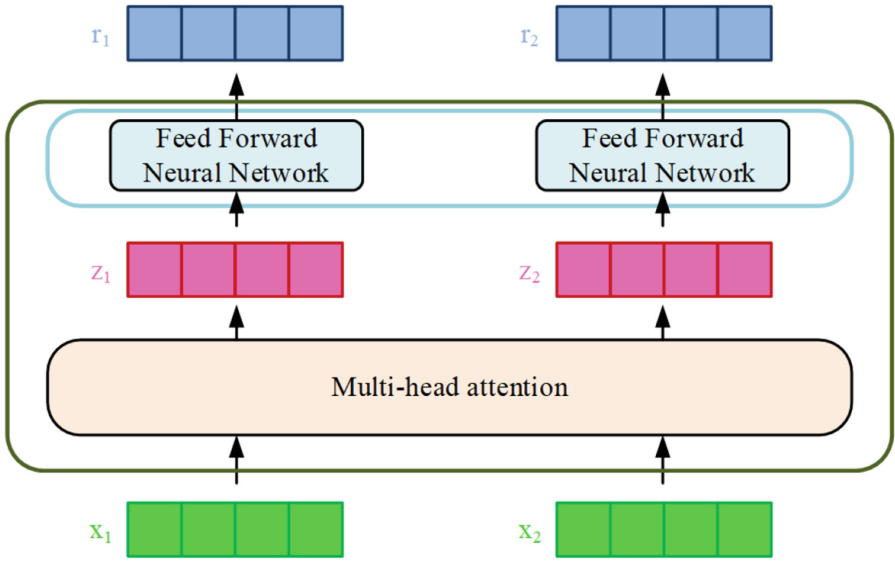 r₁ r₂
Feed Forward Neural Network
Feed Forward Neural Network
z₁ z₂
Multi-head attention
x₁ x₂